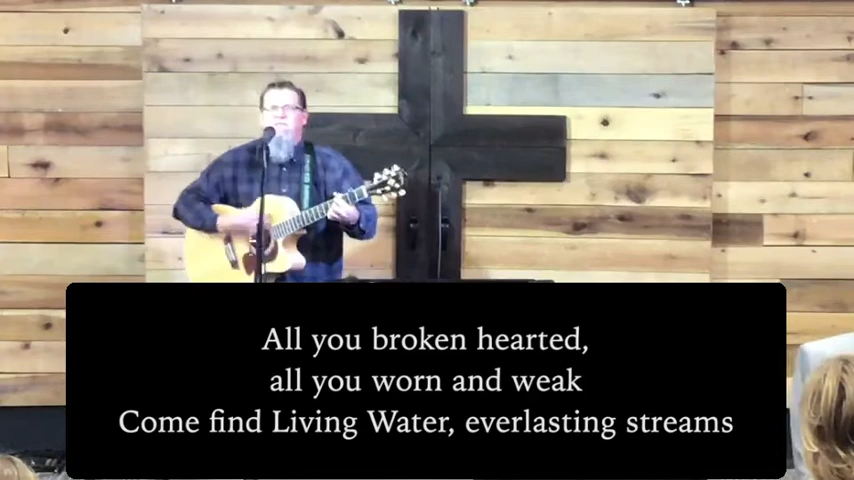 All you broken hearted,
all you worn and weak
Come find Living Water, everlasting streams